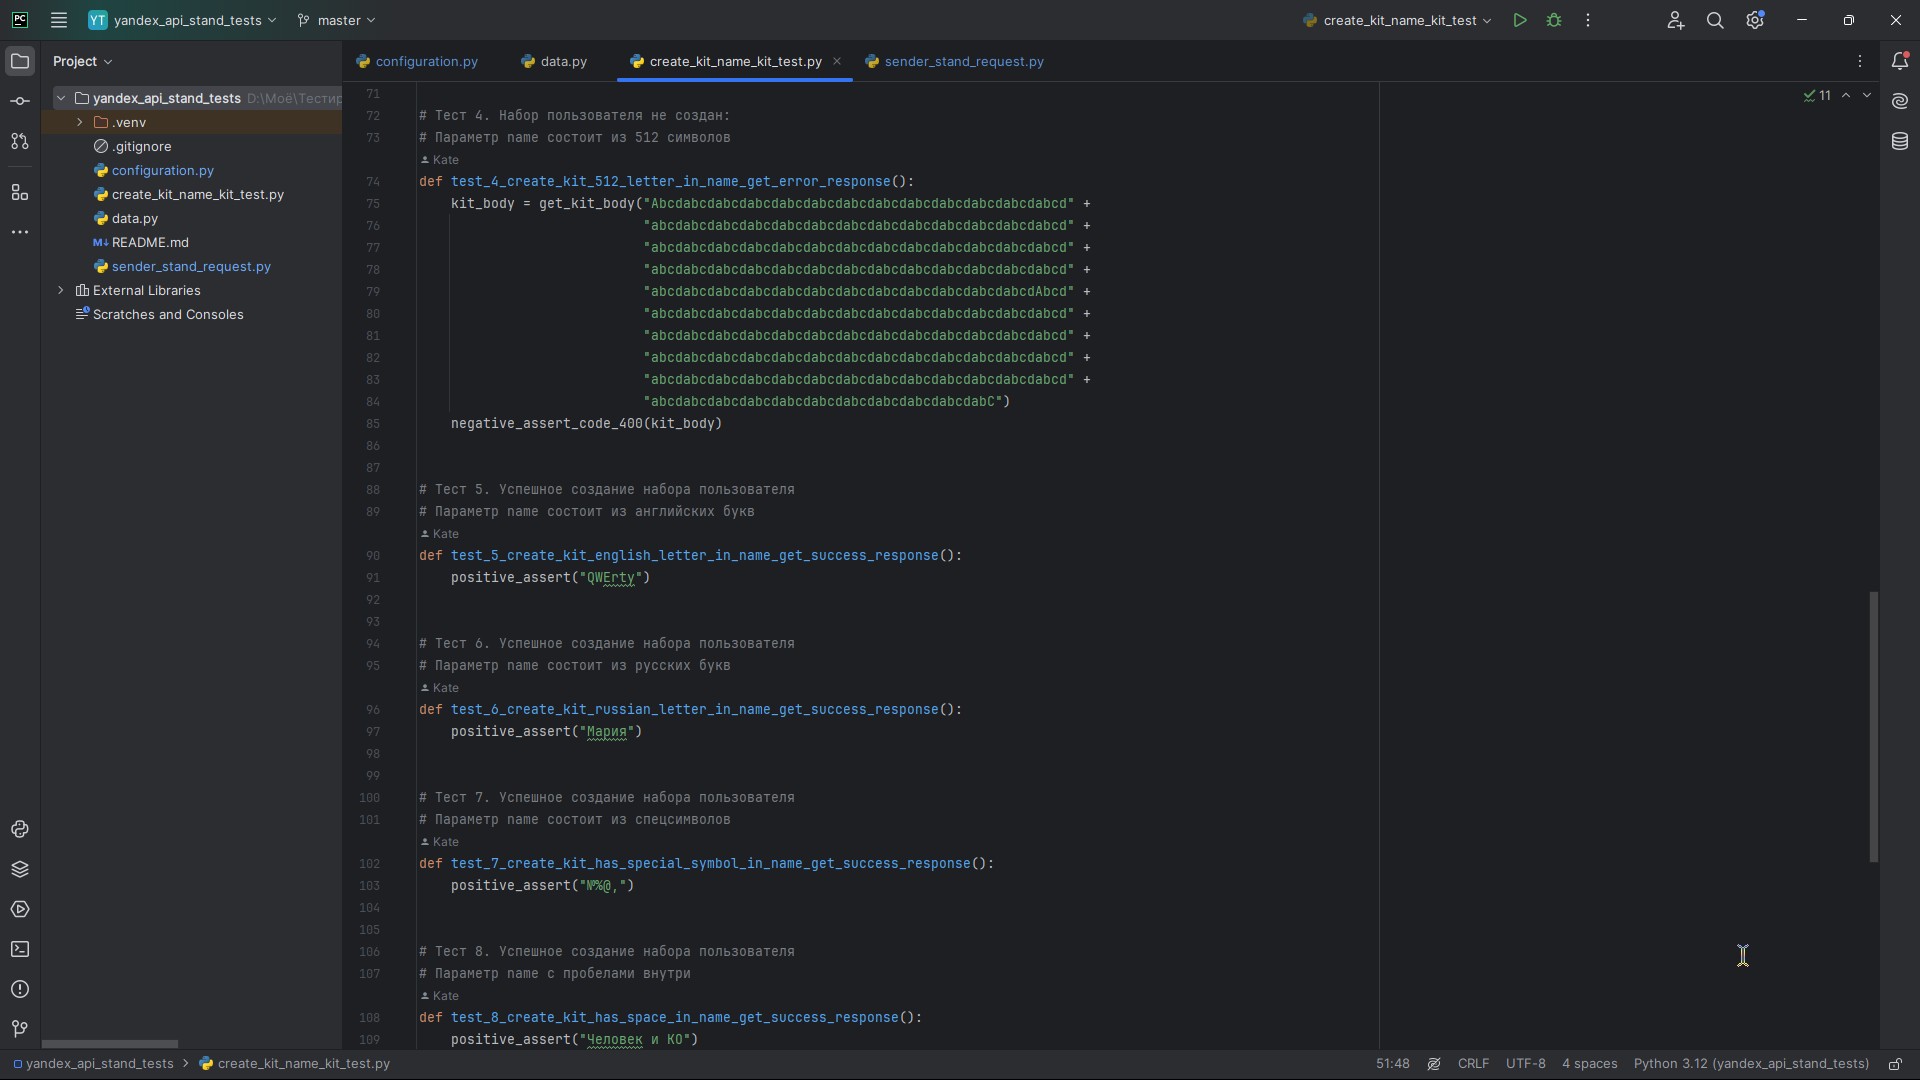 PC
YT yandex_api_stand_tests
master
create_kit_name_kit_test
Project
configuration.py
data.py
create_kit_name_kit_test.py
sender_stand_request.py
yandex_api_stand_tests D:\Моё\Тестир
.venv
.gitignore
configuration.py
create_kit_name_kit_test.py
data.py
M↓ README.md
sender_stand_request.py
External Libraries
Scratches and Consoles
11
71
72 # Тест 4. Набор пользователя не создан:
73 # Параметр name состоит из 512 символов
Kate
74 def test_4_create_kit_512_letter_in_name_get_error_response():
75 kit_body = get_kit_body("Abcdabcdabcdabcdabcdabcdabcdabcdabcdabcdabcdabcdabcd" +
76 "abcdabcdabcdabcdabcdabcdabcdabcdabcdabcdabcdabcdabcd" +
77 "abcdabcdabcdabcdabcdabcdabcdabcdabcdabcdabcdabcdabcd" +
78 "abcdabcdabcdabcdabcdabcdabcdabcdabcdabcdabcdabcdabcd" +
79 "abcdabcdabcdabcdabcdabcdabcdabcdabcdabcdabcdabcdAbcd" +
80 "abcdabcdabcdabcdabcdabcdabcdabcdabcdabcdabcdabcdabcd" +
81 "abcdabcdabcdabcdabcdabcdabcdabcdabcdabcdabcdabcdabcd" +
82 "abcdabcdabcdabcdabcdabcdabcdabcdabcdabcdabcdabcdabcd" +
83 "abcdabcdabcdabcdabcdabcdabcdabcdabcdabcdabcdabcdabcd" +
84 "abcdabcdabcdabcdabcdabcdabcdabcdabcdabcdabC")
85 negative_assert_code_400(kit_body)
86
87
88 # Тест 5. Успешное создание набора пользователя
89 # Параметр name состоит из английских букв
Kate
90 def test_5_create_kit_english_letter_in_name_get_success_response():
91 positive_assert("QWErty")
92
93
94 # Тест 6. Успешное создание набора пользователя
95 # Параметр name состоит из русских букв
Kate
96 def test_6_create_kit_russian_letter_in_name_get_success_response():
97 positive_assert("Мария")
98
99
100 # Тест 7. Успешное создание набора пользователя
101 # Параметр name состоит из спецсимволов
Kate
102 def test_7_create_kit_has_special_symbol_in_name_get_success_response():
103 positive_assert("№%@,")
104
105
106 # Тест 8. Успешное создание набора пользователя
107 # Параметр name с пробелами внутри
Kate
108 def test_8_create_kit_has_space_in_name_get_success_response():
109 positive_assert("Человек и КО")
yandex_api_stand_tests > create_kit_name_kit_test.py
51:48
CRLF
UTF-8
4 spaces
Python 3.12 (yandex_api_stand_tests)